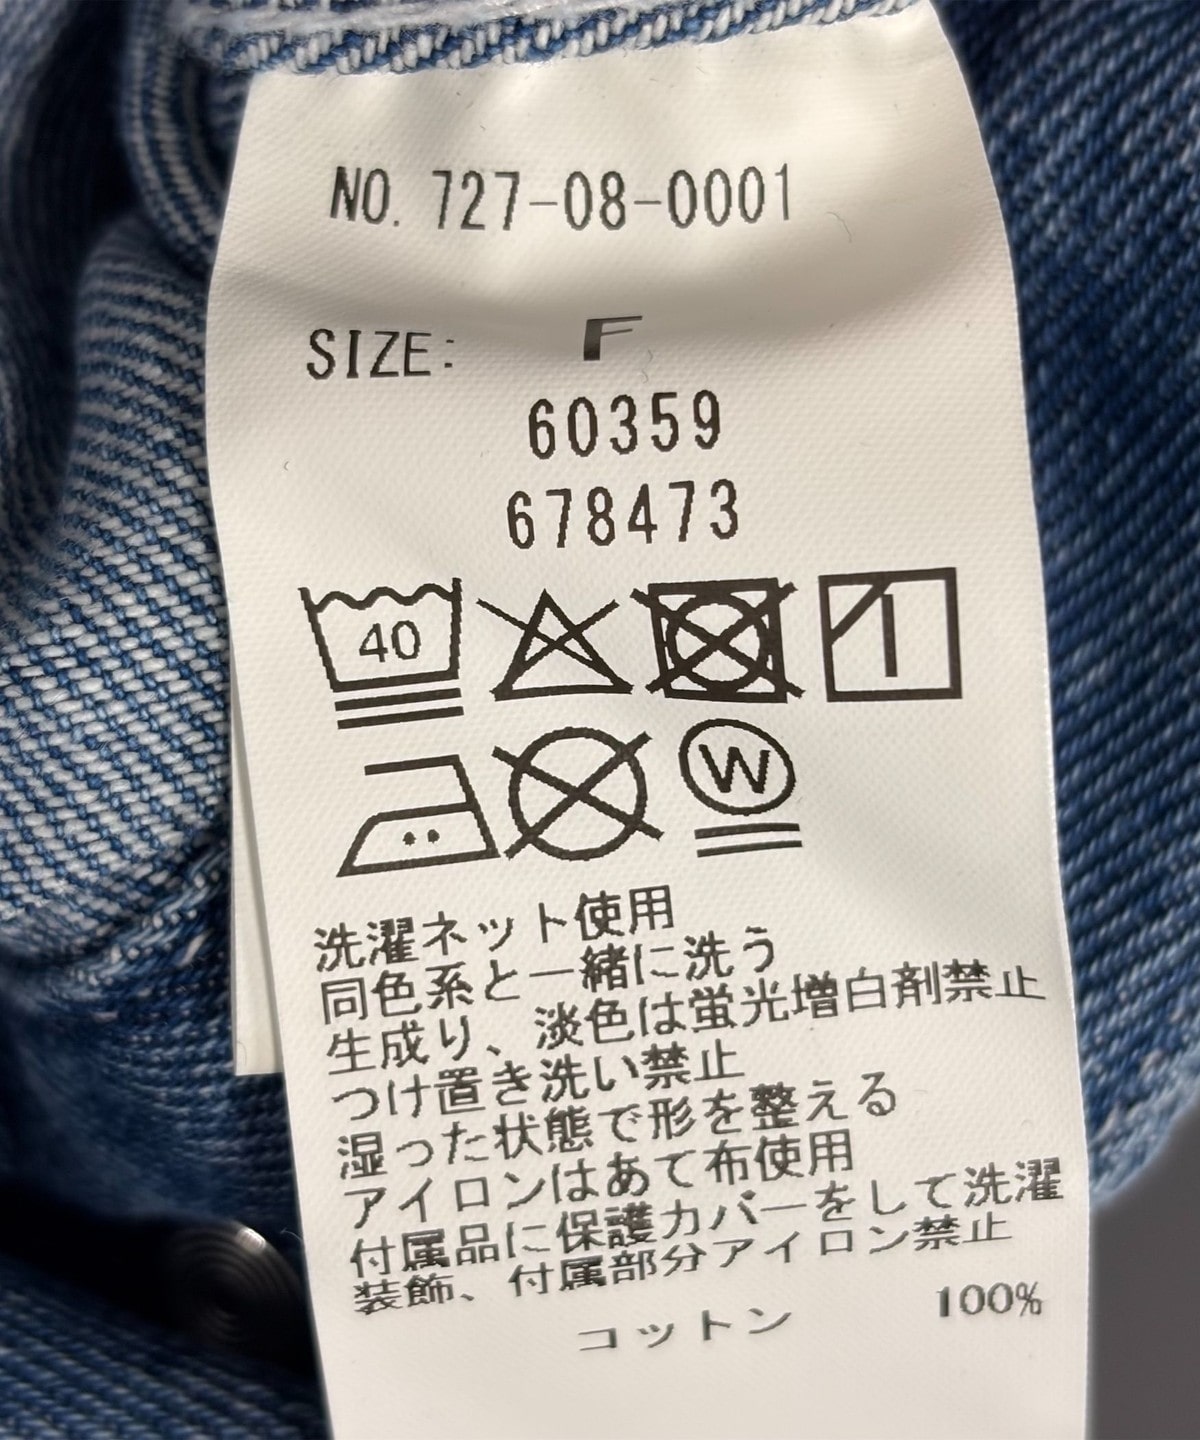 NO. 727-08-0001
SIZE: F
60359
678473
40
W
洗濯ネット使用
同色系と一緒に洗う
生成り、淡色は蛍光増白剤禁止
つけ置き洗い禁止
湿った状態で形を整える
アイロンはあて布使用
付属品に保護カバーをして洗濯
装飾、付属部分アイロン禁止
コットン 100%